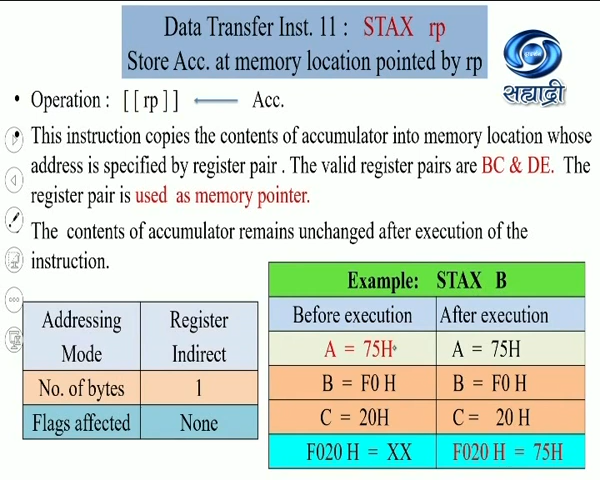 Data Transfer Inst. 11 : STAX rp
Store Acc. at memory location pointed by rp
सह्याद्री
• Operation : [ [ rp ] ] ← Acc.
• This instruction copies the contents of accumulator into memory location whose
address is specified by register pair . The valid register pairs are BC & DE. The
register pair is used as memory pointer.
The contents of accumulator remains unchanged after execution of the
instruction.
Example: STAX B
Before execution After execution
A = 75H A = 75H
B = F0 H B = F0 H
C = 20H C = 20 H
F020 H = XX F020 H = 75H
Addressing Mode Register Indirect
No. of bytes 1
Flags affected None